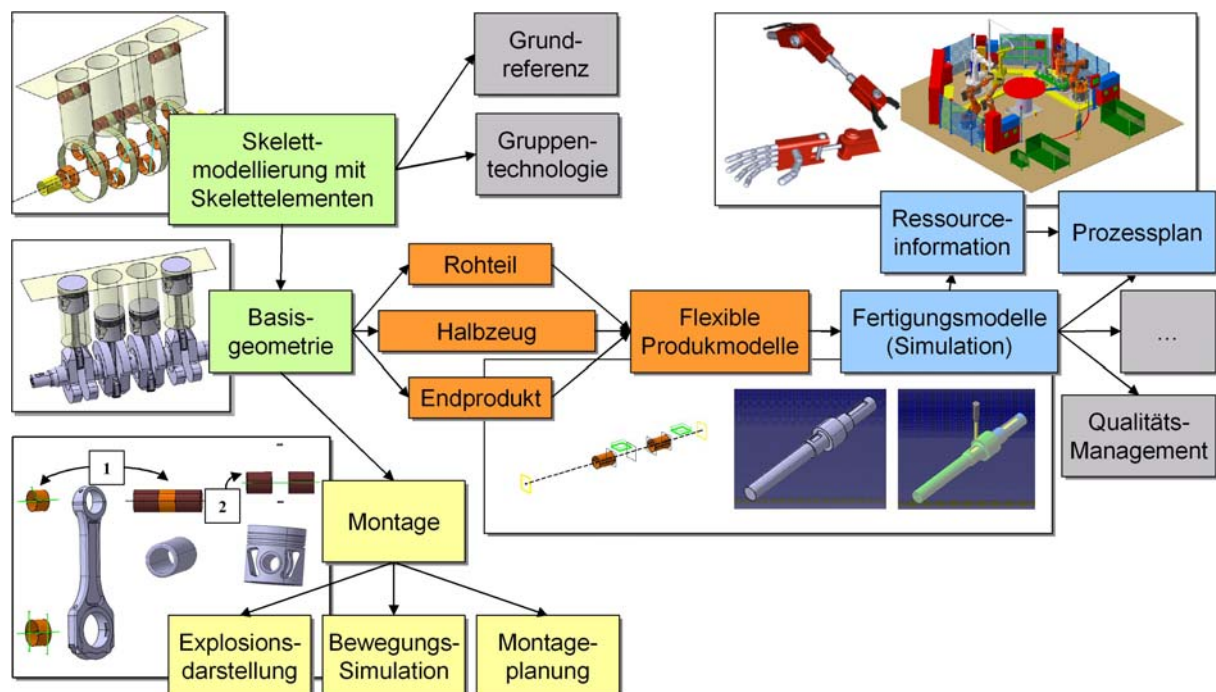 Grund-
referenz
Skelett-
modellierung mit
Skelettelementen
Gruppen-
technologie
Ressource-
information
Prozessplan
Rohteil
Basis-
geometrie
Halbzeug
Flexible
Produkmodelle
Fertigungsmodelle
(Simulation)
...
Endprodukt
Qualitäts-
Management
1
2
Montage
Explosions-
darstellung
Bewegungs-
Simulation
Montage-
planung